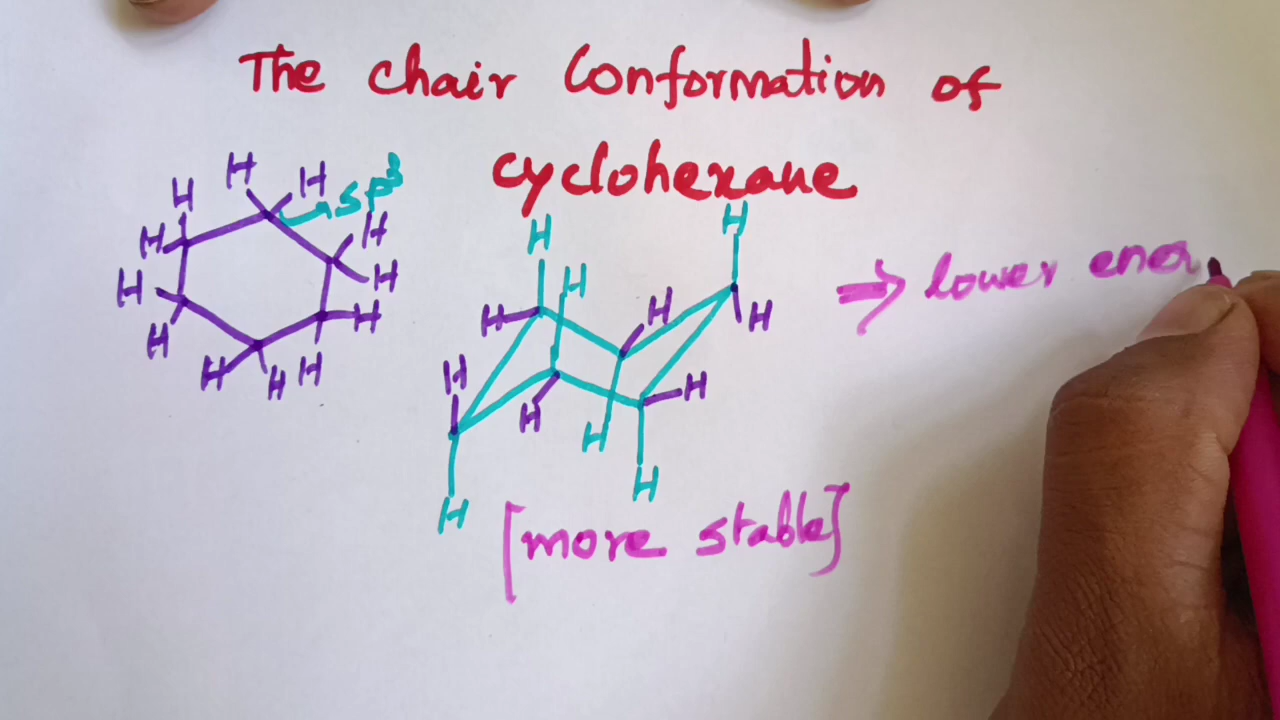 The chair Conformation of
cyclohexane
H H sp³
H H
H H
H H
H H H H
H H
H H
H H
H H
H H
H
H H
⇒ lower ener
[more stable]